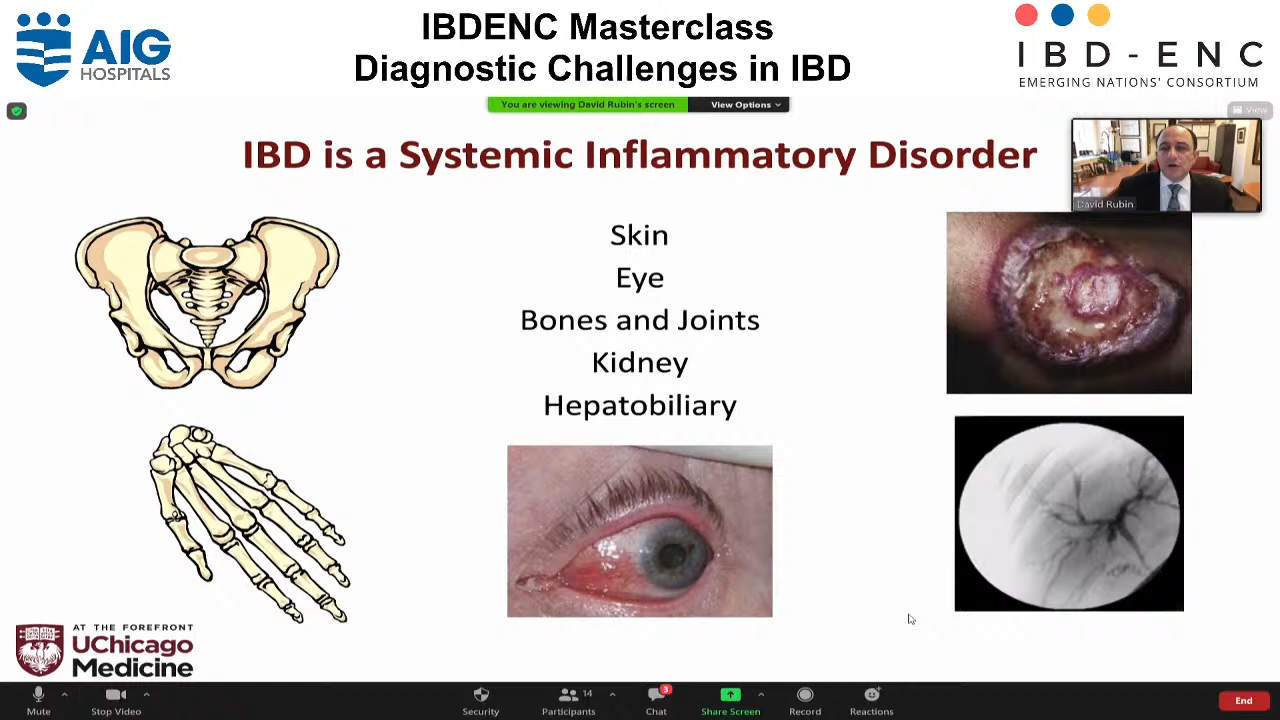 AIG
HOSPITALS
IBDENC Masterclass
Diagnostic Challenges in IBD
IBD-ENC
EMERGING NATIONS' CONSORTIUM
You are viewing David Rubin's screen
View Options
View
IBD is a Systemic Inflammatory Disorder
David Rubin
Skin
Eye
Bones and Joints
Kidney
Hepatobiliary
AT THE FOREFRONT
UChicago
Medicine
Mute
Stop Video
Security
Participants
14
Chat
3
Share Screen
Record
Reactions
End